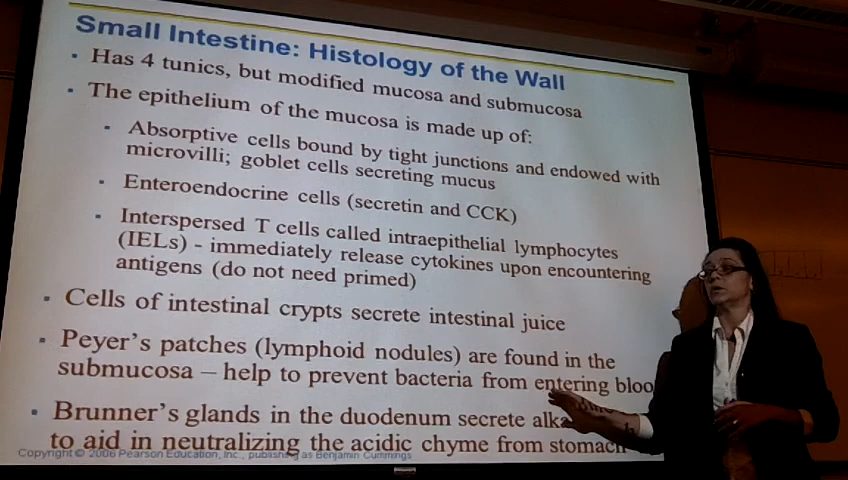 Small Intestine: Histology of the Wall
Has 4 tunics, but modified mucosa and submucosa
The epithelium of the mucosa is made up of:
Absorptive cells bound by tight junctions and endowed with
microvilli; goblet cells secreting mucus
Enteroendocrine cells (secretin and CCK)
Interspersed T cells called intraepithelial lymphocytes
(IELs) - immediately release cytokines upon encountering
antigens (do not need primed)
Cells of intestinal crypts secrete intestinal juice
Peyer's patches (lymphoid nodules) are found in the
submucosa – help to prevent bacteria from entering bloo
Brunner's glands in the duodenum secrete alka
to aid in neutralizing the acidic chyme from stomach
Copyright © 2006 Pearson Education, Inc., publishing as Benjamin Cummings